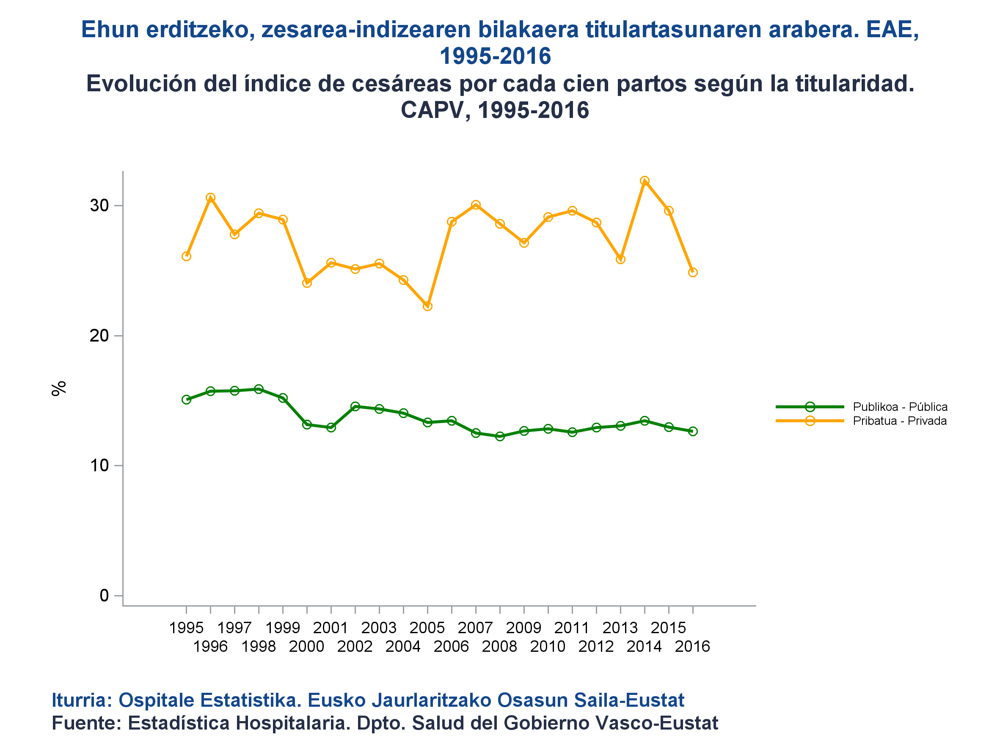 Ehun erditzeko, zesarea-indizearen bilakaera titulartasunaren arabera. EAE,
1995-2016
Evolución del índice de cesáreas por cada cien partos según la titularidad.
CAPV, 1995-2016
30
20
10
0
%
Publikoa - Pública
Pribatua - Privada
1995 1997 1999 2001 2003 2005 2007 2009 2011 2013 2015
1996 1998 2000 2002 2004 2006 2008 2010 2012 2014 2016
Iturria: Ospitale Estatistika. Eusko Jaurlaritzako Osasun Saila-Eustat
Fuente: Estadística Hospitalaria. Dpto. Salud del Gobierno Vasco-Eustat